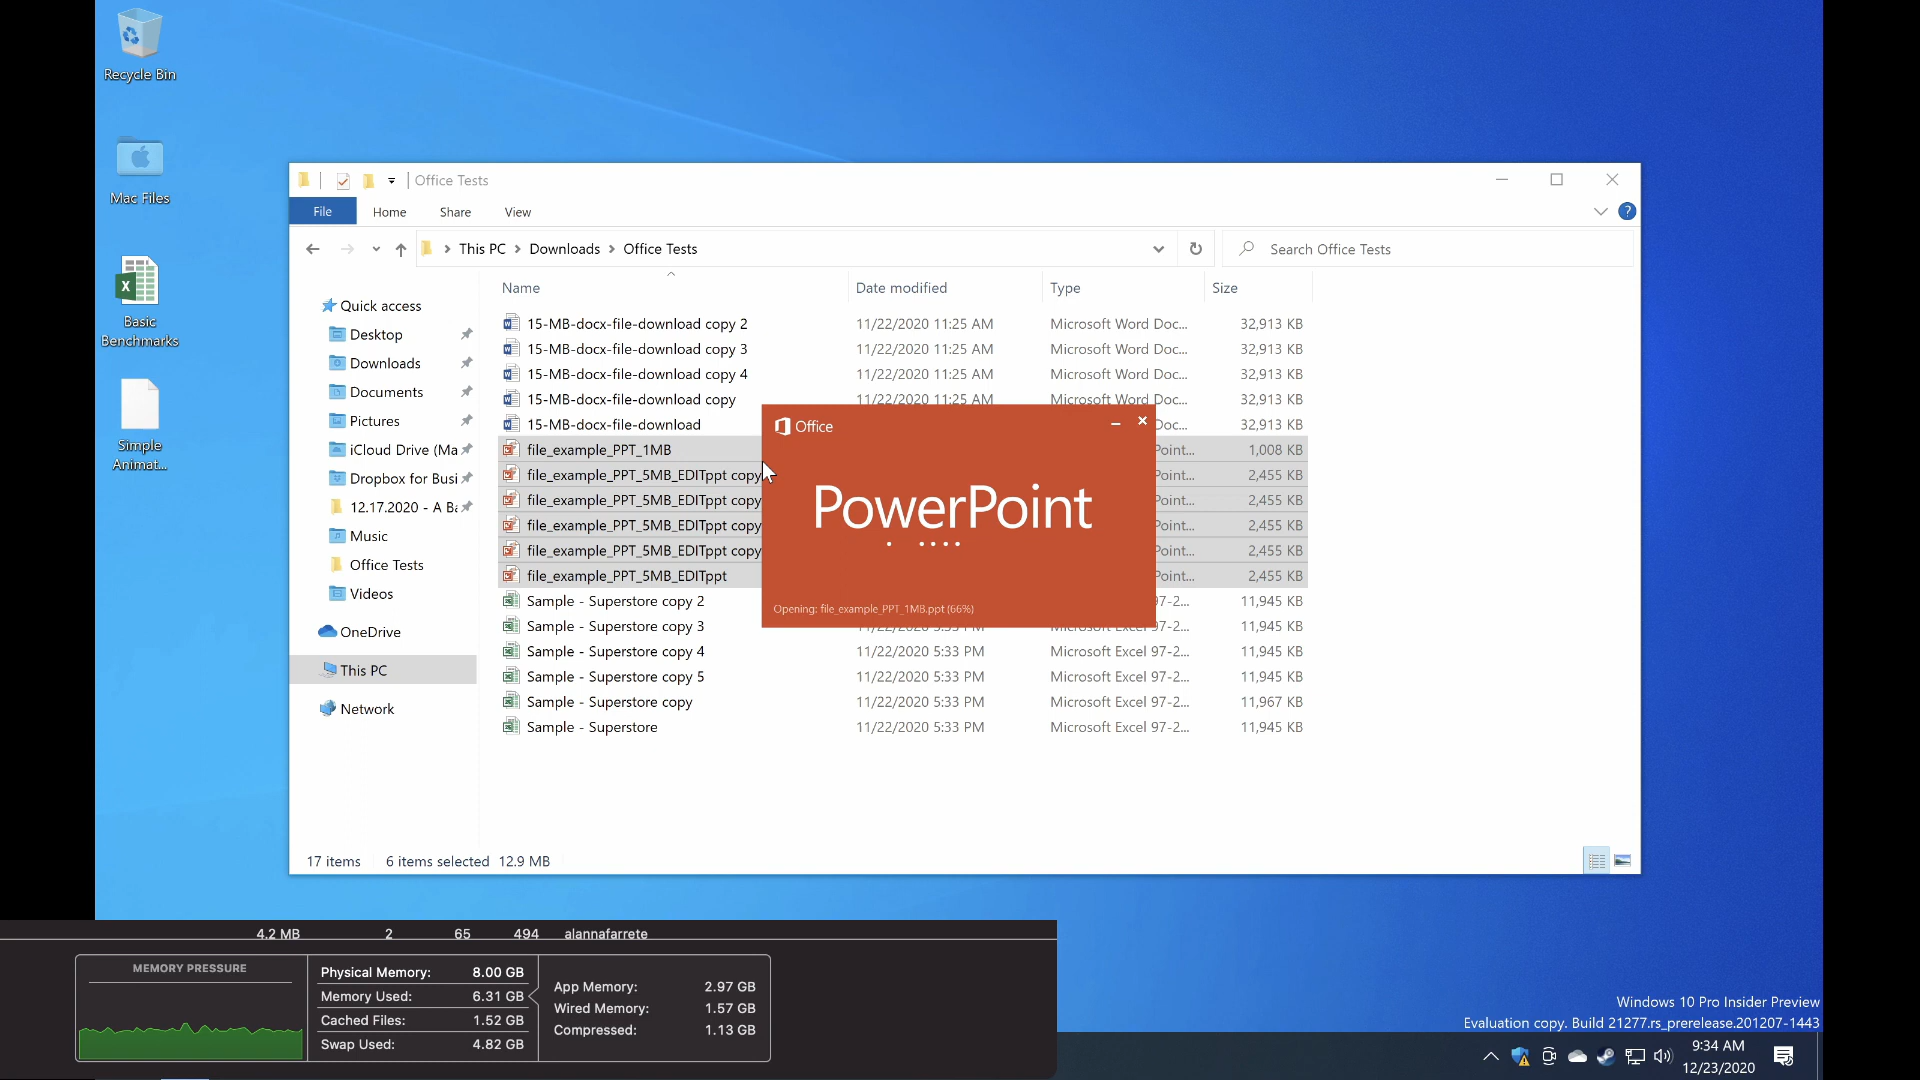 Recycle Bin
Mac Files
Basic
Benchmarks
Simple
Animat...
Office Tests
File Home Share View
This PC Downloads Office Tests
Search Office Tests
Name Date modified Type Size
Quick access
Desktop
Downloads
Documents
Pictures
iCloud Drive (Ma
Dropbox for Busi
12.17.2020 - A Ba
Music
Office Tests
Videos
OneDrive
This PC
Network
15-MB-docx-file-download copy 2 11/22/2020 11:25 AM Microsoft Word Doc... 32,913 KB
15-MB-docx-file-download copy 3 11/22/2020 11:25 AM Microsoft Word Doc... 32,913 KB
15-MB-docx-file-download copy 4 11/22/2020 11:25 AM Microsoft Word Doc... 32,913 KB
15-MB-docx-file-download copy 11/22/2020 11:25 AM Microsoft Word Doc... 32,913 KB
15-MB-docx-file-download Doc... 32,913 KB
file_example_PPT_1MB Point... 1,008 KB
file_example_PPT_5MB_EDITppt copy Point... 2,455 KB
file_example_PPT_5MB_EDITppt copy Point... 2,455 KB
file_example_PPT_5MB_EDITppt copy Point... 2,455 KB
file_example_PPT_5MB_EDITppt copy Point... 2,455 KB
file_example_PPT_5MB_EDITppt Point... 2,455 KB
Sample - Superstore copy 2 97-2... 11,945 KB
Sample - Superstore copy 3 11/22/2020 5:33 PM Microsoft Excel 97-2... 11,945 KB
Sample - Superstore copy 4 11/22/2020 5:33 PM Microsoft Excel 97-2... 11,945 KB
Sample - Superstore copy 5 11/22/2020 5:33 PM Microsoft Excel 97-2... 11,945 KB
Sample - Superstore copy 11/22/2020 5:33 PM Microsoft Excel 97-2... 11,967 KB
Sample - Superstore 11/22/2020 5:33 PM Microsoft Excel 97-2... 11,945 KB
Office
PowerPoint
Opening: file_example_PPT_1MB.ppt (66%)
17 items 6 items selected 12.9 MB
4.2 MB 2 65 494 alannafarrete
MEMORY PRESSURE
Physical Memory: 8.00 GB
Memory Used: 6.31 GB
Cached Files: 1.52 GB
Swap Used: 4.82 GB
App Memory: 2.97 GB
Wired Memory: 1.57 GB
Compressed: 1.13 GB
Windows 10 Pro Insider Preview
Evaluation copy. Build 21277.rs_prerelease.201207-1443
9:34 AM
12/23/2020